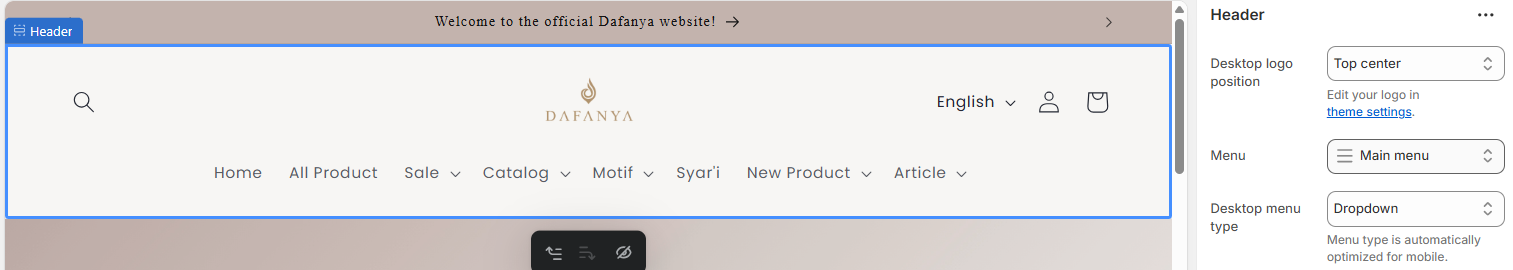 Welcome to the official Dafanya website! →
Header
Header
English
DAFANYA
Home All Product Sale Catalog Motif Syar'i New Product Article
Desktop logo position
Top center
Edit your logo in
theme settings.
Menu
Main menu
Desktop menu type
Dropdown
Menu type is automatically
optimized for mobile.